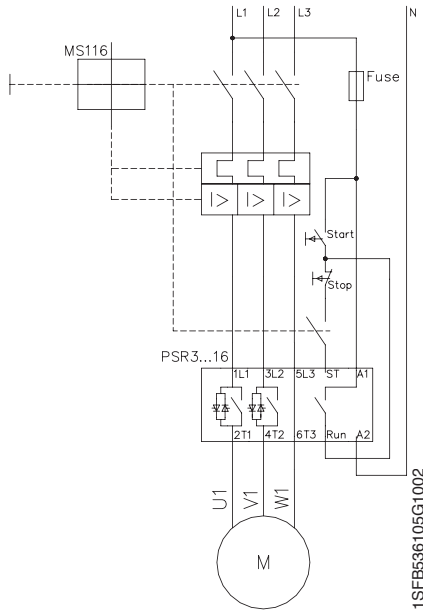 L1 L2 L3 N
MS116
Fuse
I> I> I>
Start
Stop
PSR3...16
1L1 3L2 5L3 ST A1
2T1 4T2 6T3 Run A2
U1 V1 W1
M
1SFB536105G1002